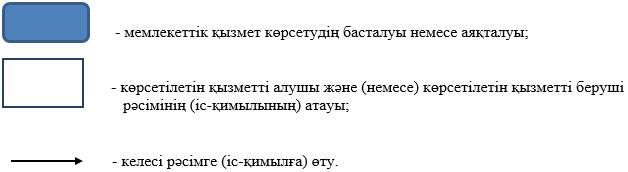 - мемлекеттік қызмет көрсетудің басталуы немесе аяқталуы;
- көрсетілетін қызметті алушы және (немесе) көрсетілетін қызметті беруші
рәсімінің (іс-қимылының) атауы;
- келесі рәсімге (іс-қимылға) өту.